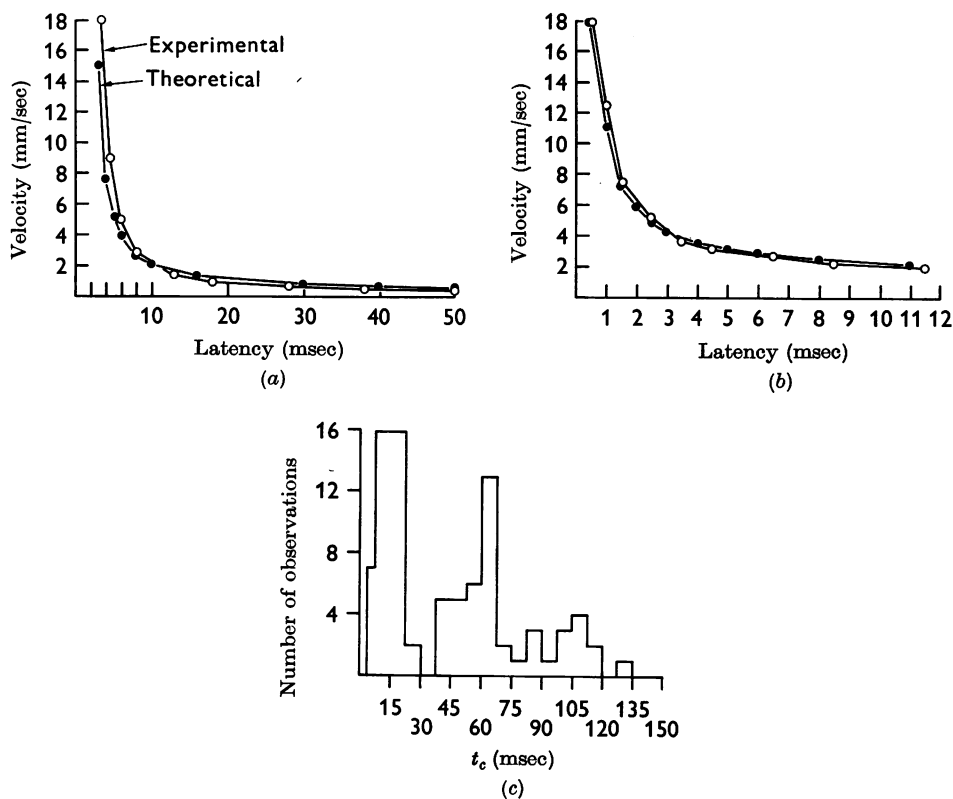 18
16
14
12
10
8
6
4
2
Velocity (mm/sec)
Experimental
Theoretical
10 20 30 40 50
Latency (msec)
(a)
18
16
14
12
10
8
6
4
2
Velocity (mm/sec)
1 2 3 4 5 6 7 8 9 10 11 12
Latency (msec)
(b)
16
12
8
4
Number of observations
15 45 75 105 135
30 60 90 120 150
t_c (msec)
(c)